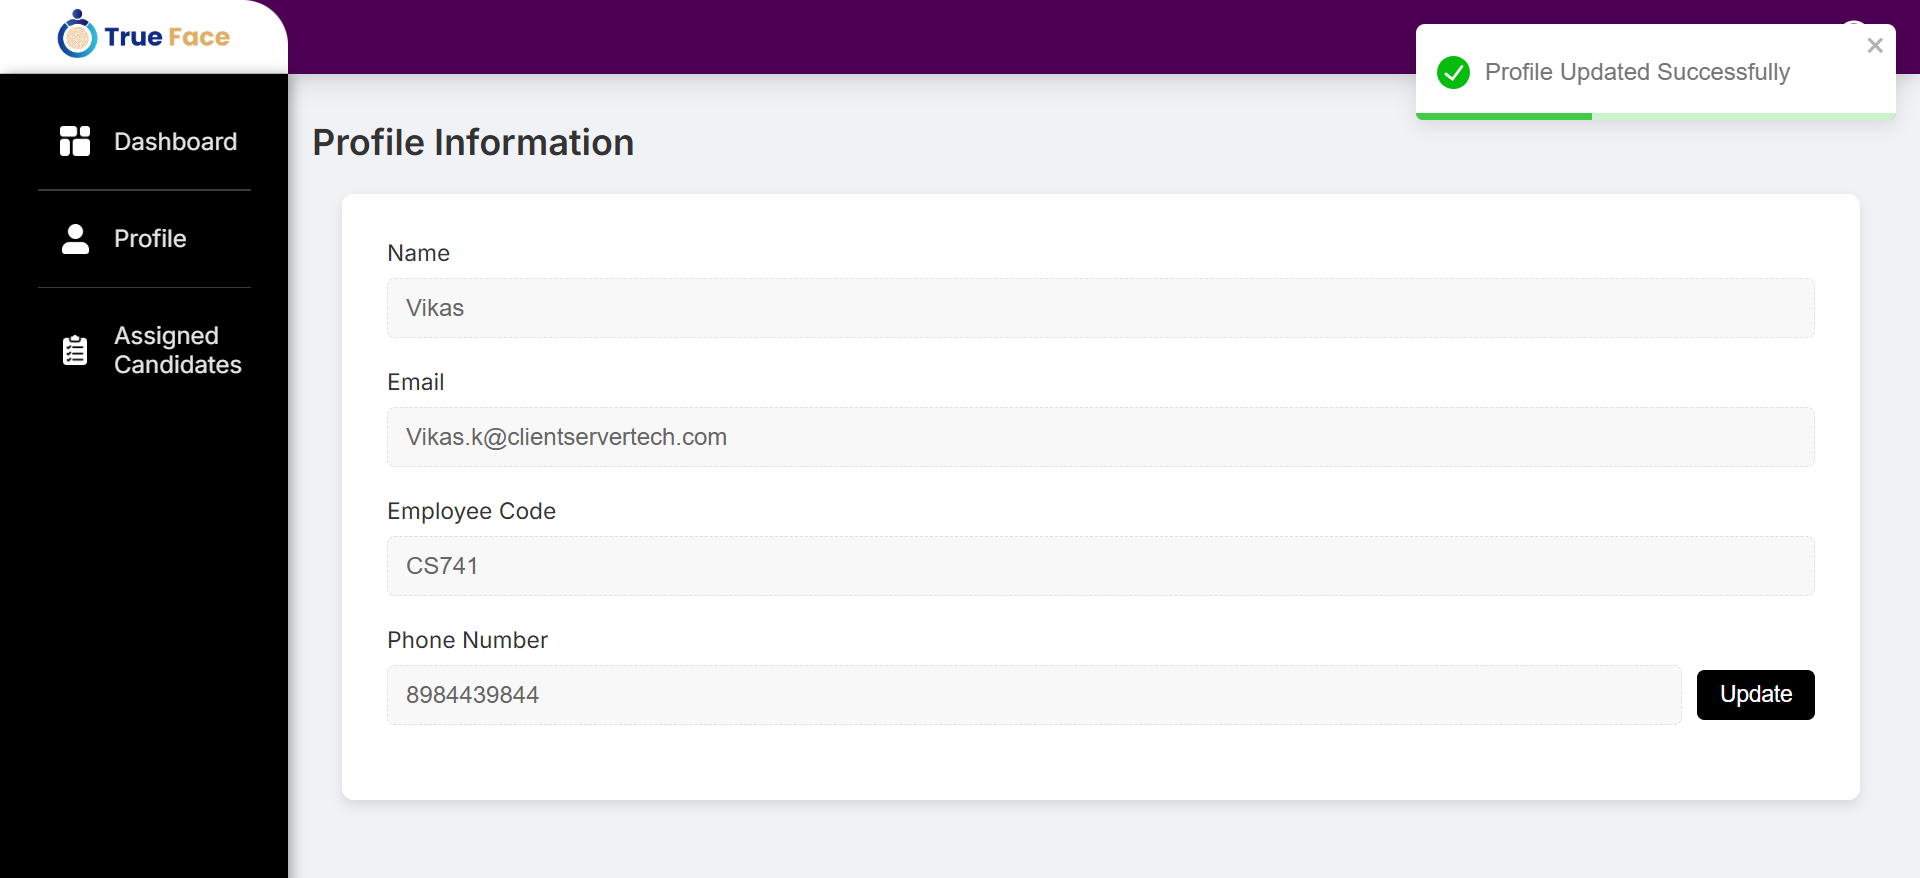 True Face
Profile Updated Successfully
Dashboard
Profile
Assigned
Candidates
Profile Information
Name
Vikas
Email
Vikas.k@clientservertech.com
Employee Code
CS741
Phone Number
8984439844
Update